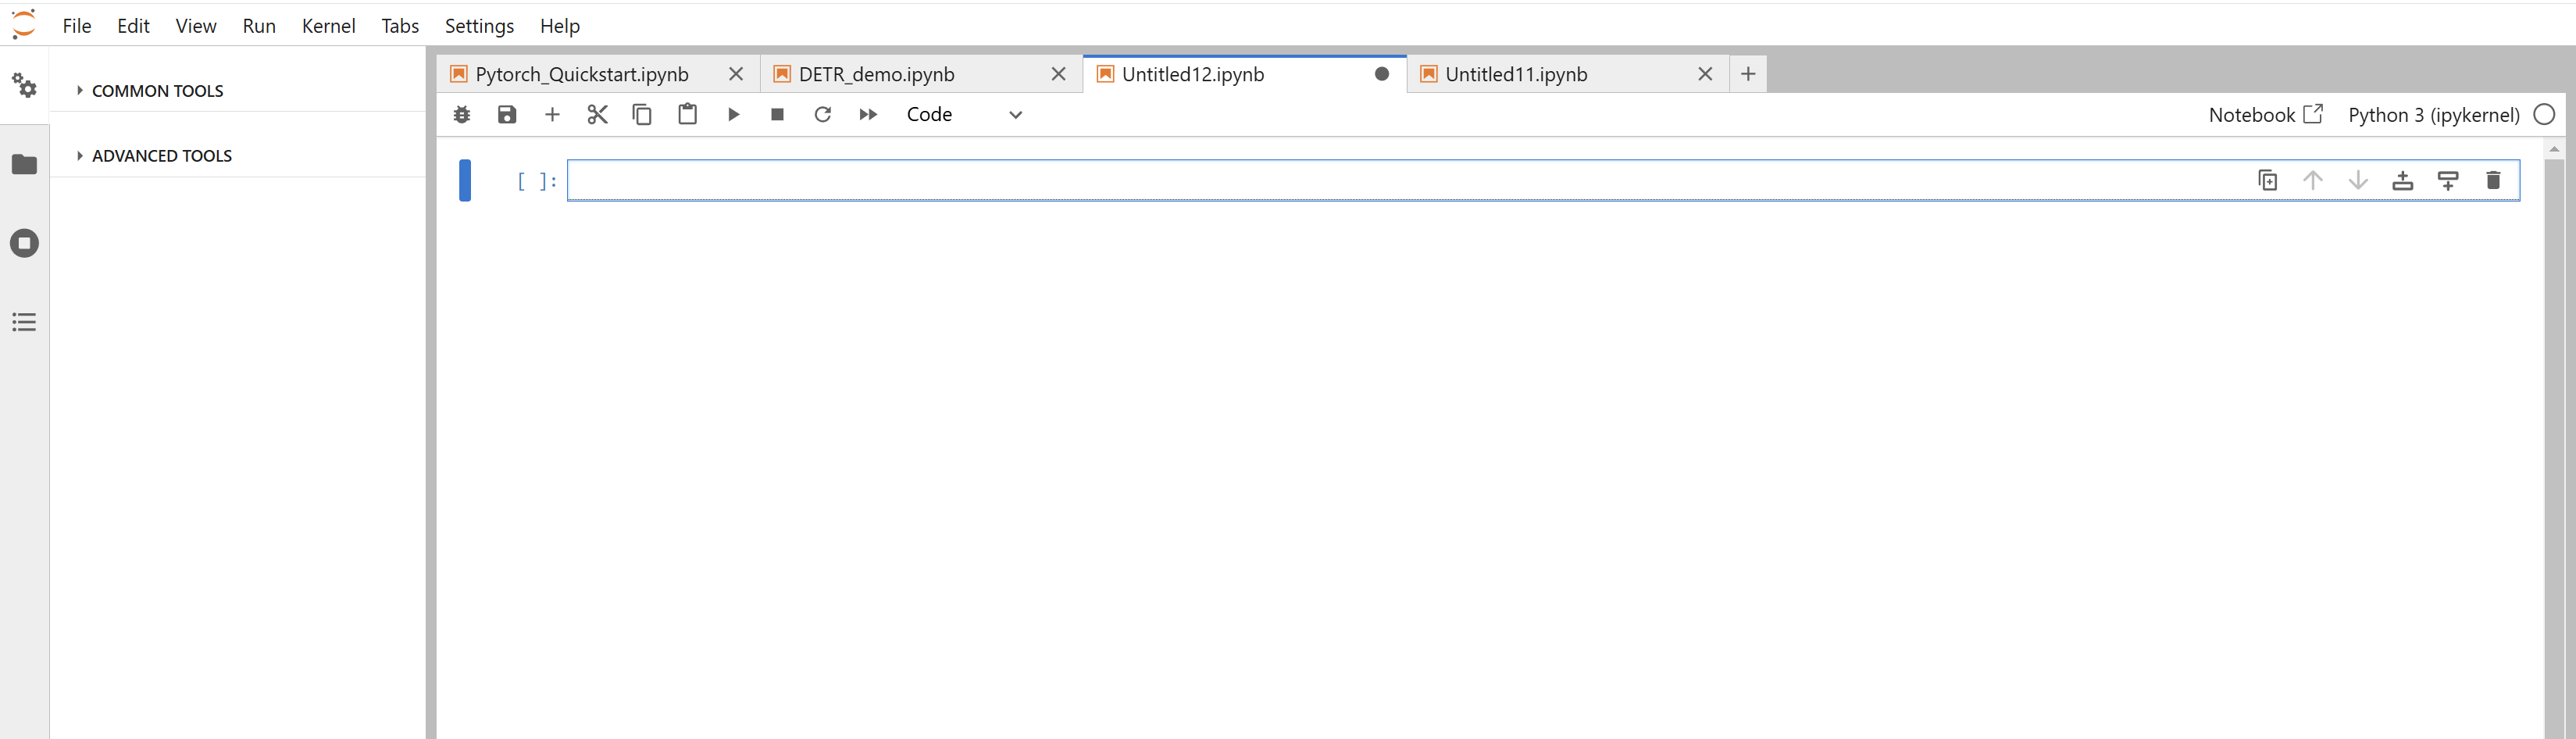 File Edit View Run Kernel Tabs Settings Help
COMMON TOOLS
ADVANCED TOOLS
Pytorch_Quickstart.ipynb DETR_demo.ipynb Untitled12.ipynb Untitled11.ipynb
Code Notebook Python 3 (ipykernel)
[ ]: